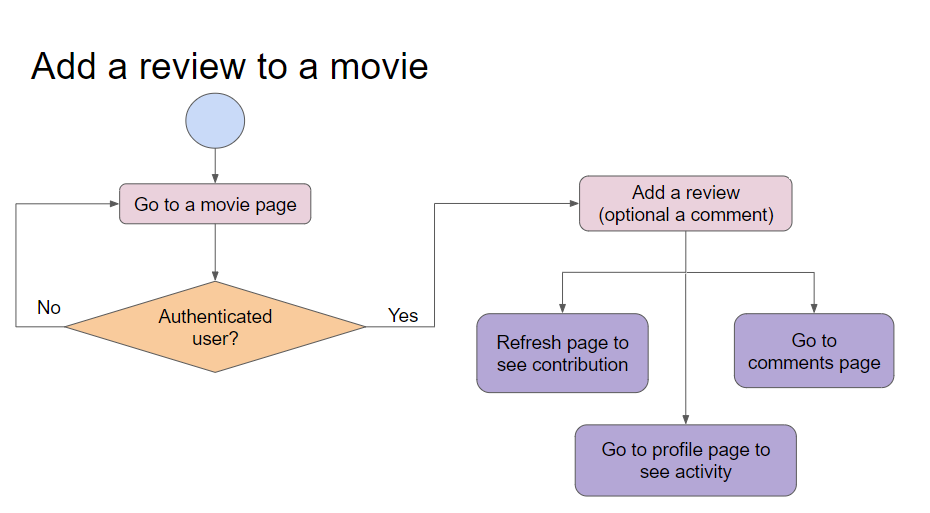 Add a review to a movie
Go to a movie page
Add a review
(optional a comment)
No
Authenticated
user?
Yes
Refresh page to
see contribution
Go to
comments page
Go to profile page to
see activity